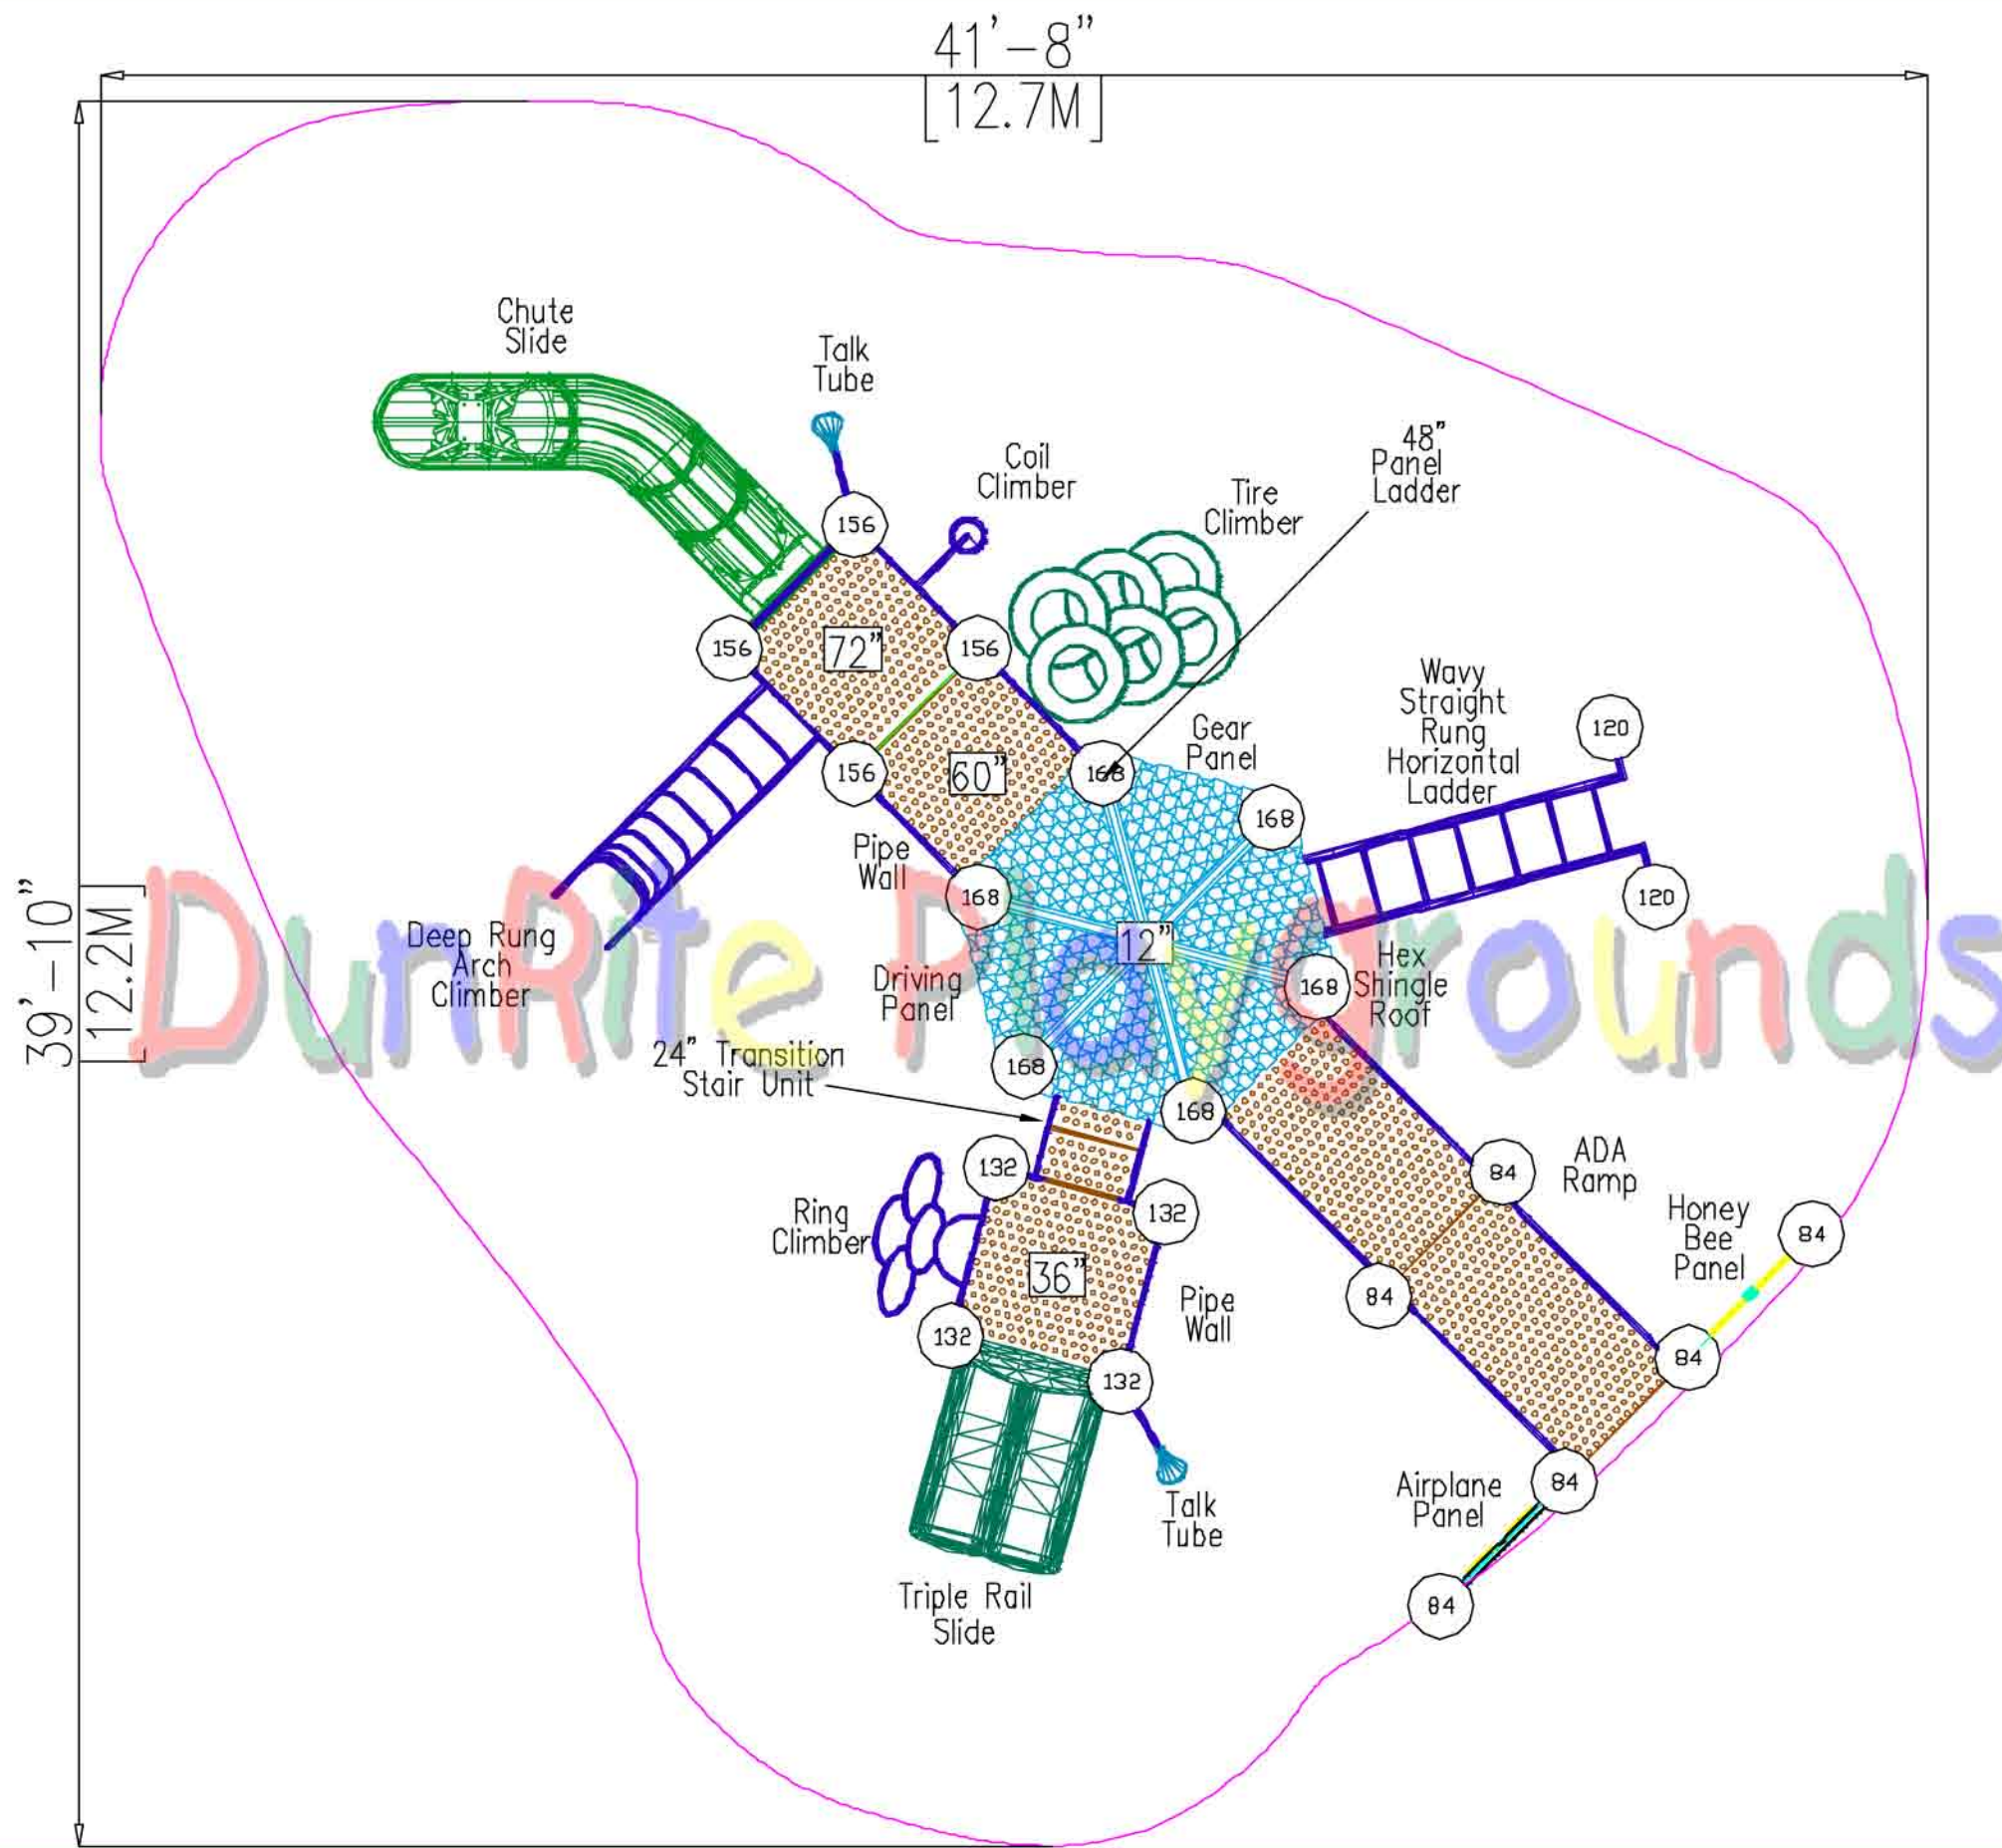 41'-8"
[12.7M]
39'-10"
[12.2M]
Chute
Slide
Talk
Tube
Coil
Climber
Tire
Climber
48"
Panel
Ladder
156
156
156
156
72"
60"
Gear
Panel
Wavy
Straight
Rung
Horizontal
Ladder
120
120
168
168
168
168
168
168
12"
Pipe
Wall
Deep Rung
Arch
Climber
Driving
Panel
Hex
Shingle
Roof
DunRite Playgrounds
24" Transition
Stair Unit
132
132
132
132
36"
Ring
Climber
Pipe
Wall
ADA
Ramp
Honey
Bee
Panel
84
84
84
84
84
84
Airplane
Panel
Talk
Tube
Triple Rail
Slide